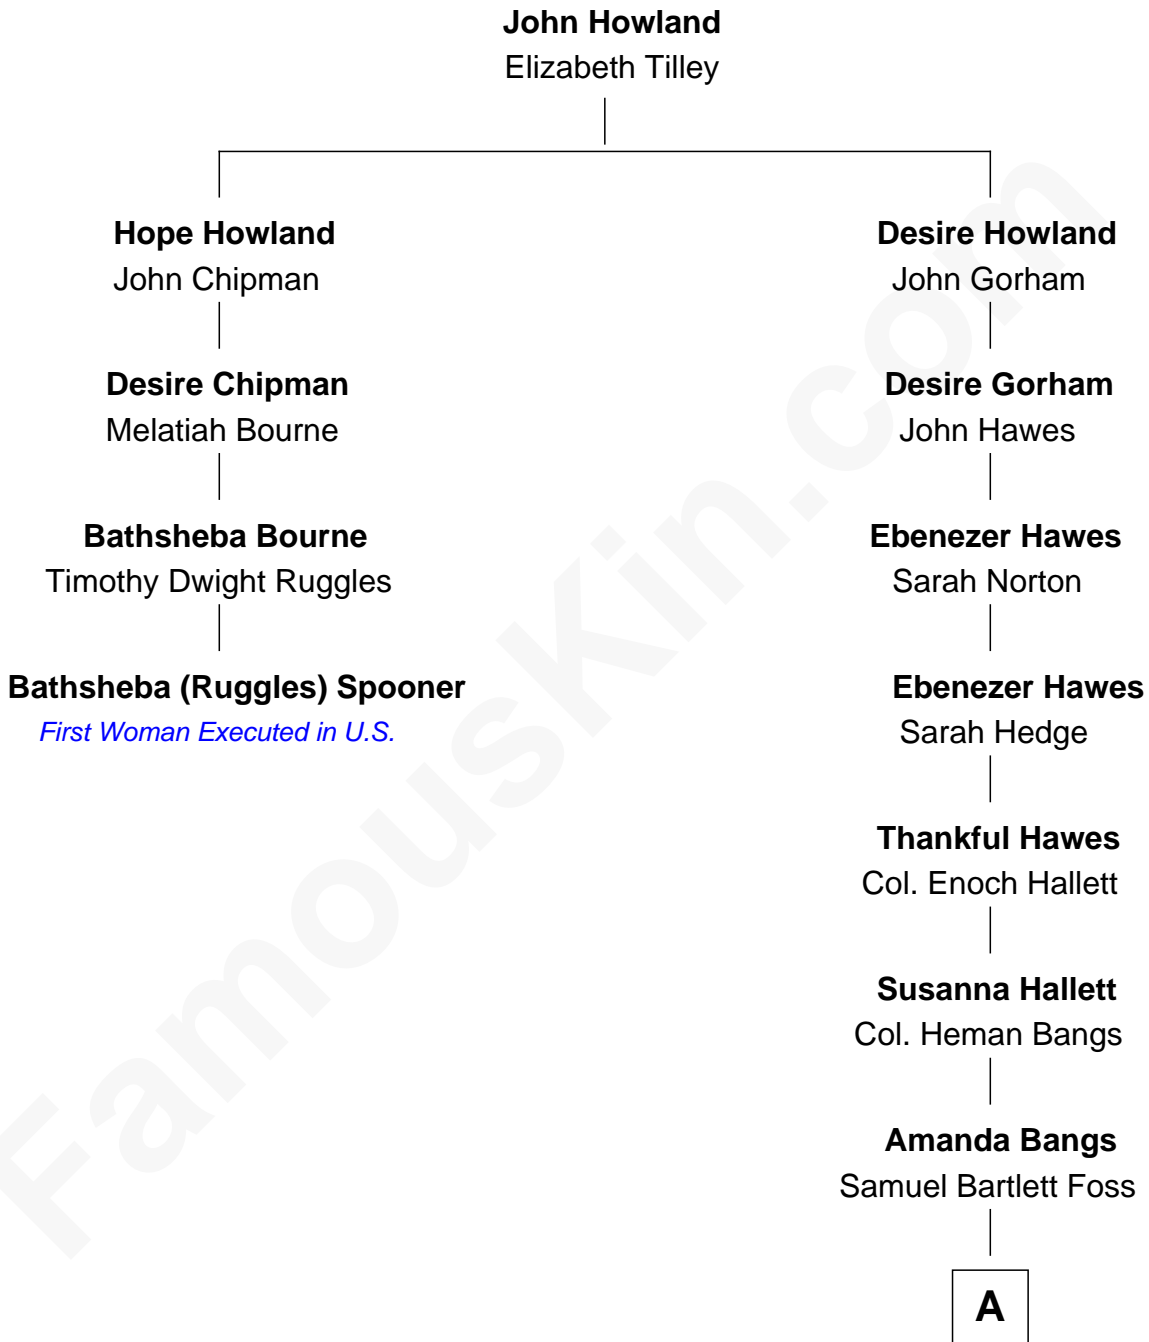 John Howland
Elizabeth Tilley
Hope Howland
John Chipman
Desire Howland
John Gorham
Desire Chipman
Melatiah Bourne
Desire Gorham
John Hawes
Bathsheba Bourne
Timothy Dwight Ruggles
Ebenezer Hawes
Sarah Norton
Bathsheba (Ruggles) Spooner
First Woman Executed in U.S.
Ebenezer Hawes
Sarah Hedge
Thankful Hawes
Col. Enoch Hallett
Susanna Hallett
Col. Heman Bangs
Amanda Bangs
Samuel Bartlett Foss
A
FamousKin.com